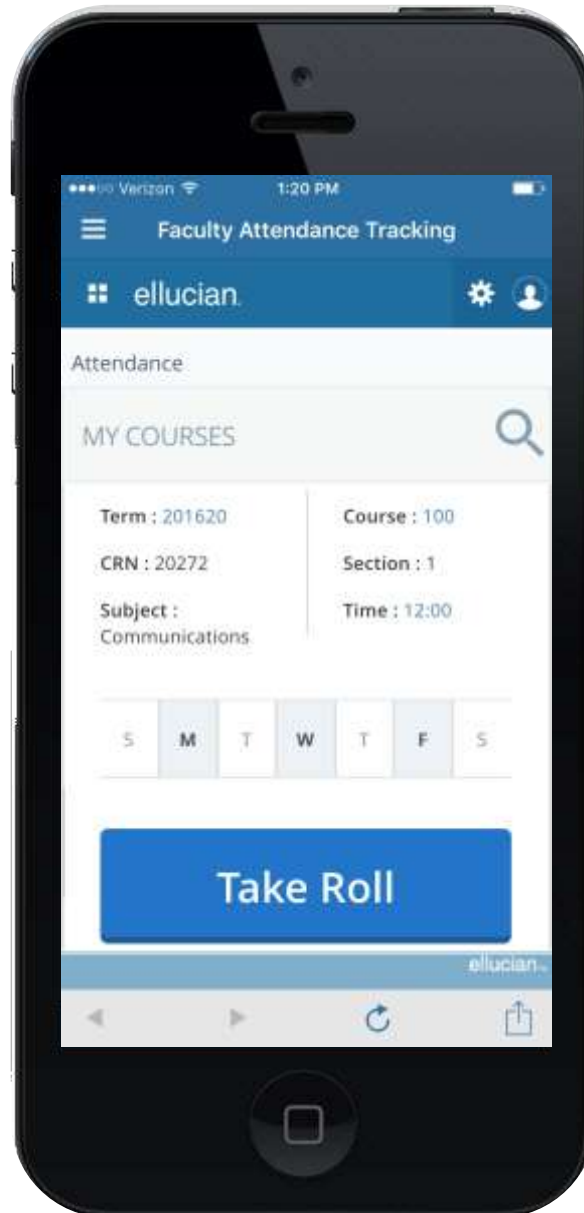 Verizon 1:20 PM
Faculty Attendance Tracking
ellucian.
Attendance
MY COURSES
Term : 201620 Course : 100
CRN : 20272 Section : 1
Subject : Time : 12:00
Communications
S M T W T F S
Take Roll
ellucian